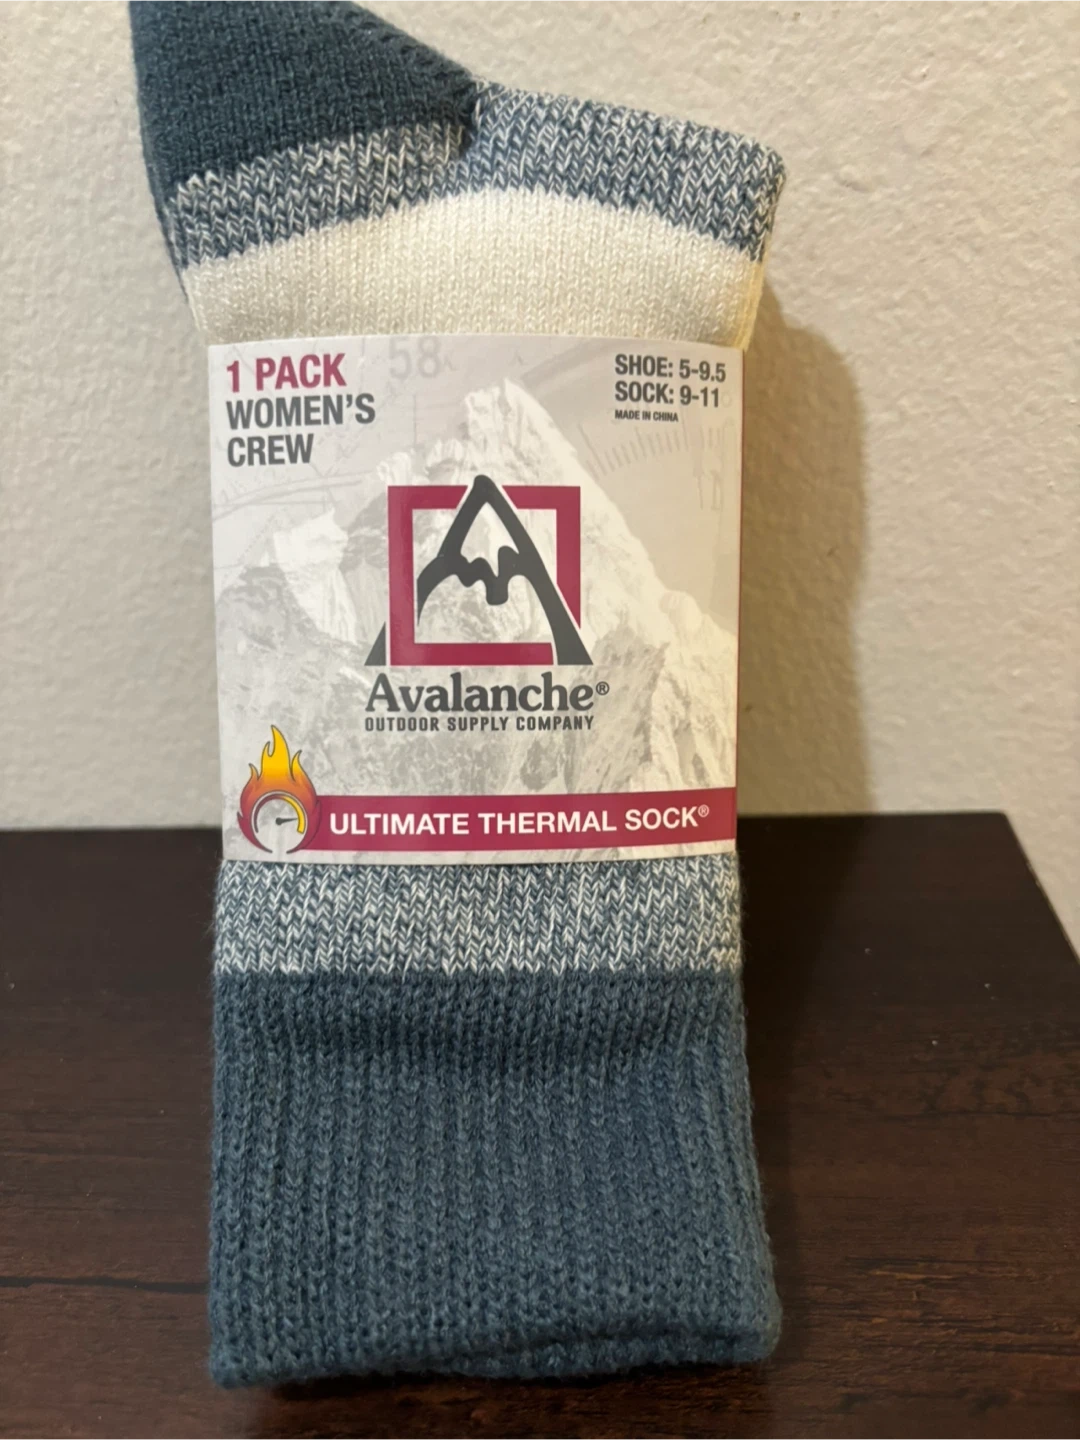 1 PACK
WOMEN'S
CREW
58
SHOE: 5-9.5
SOCK: 9-11
MADE IN CHINA
Avalanche®
OUTDOOR SUPPLY COMPANY
ULTIMATE THERMAL SOCK®